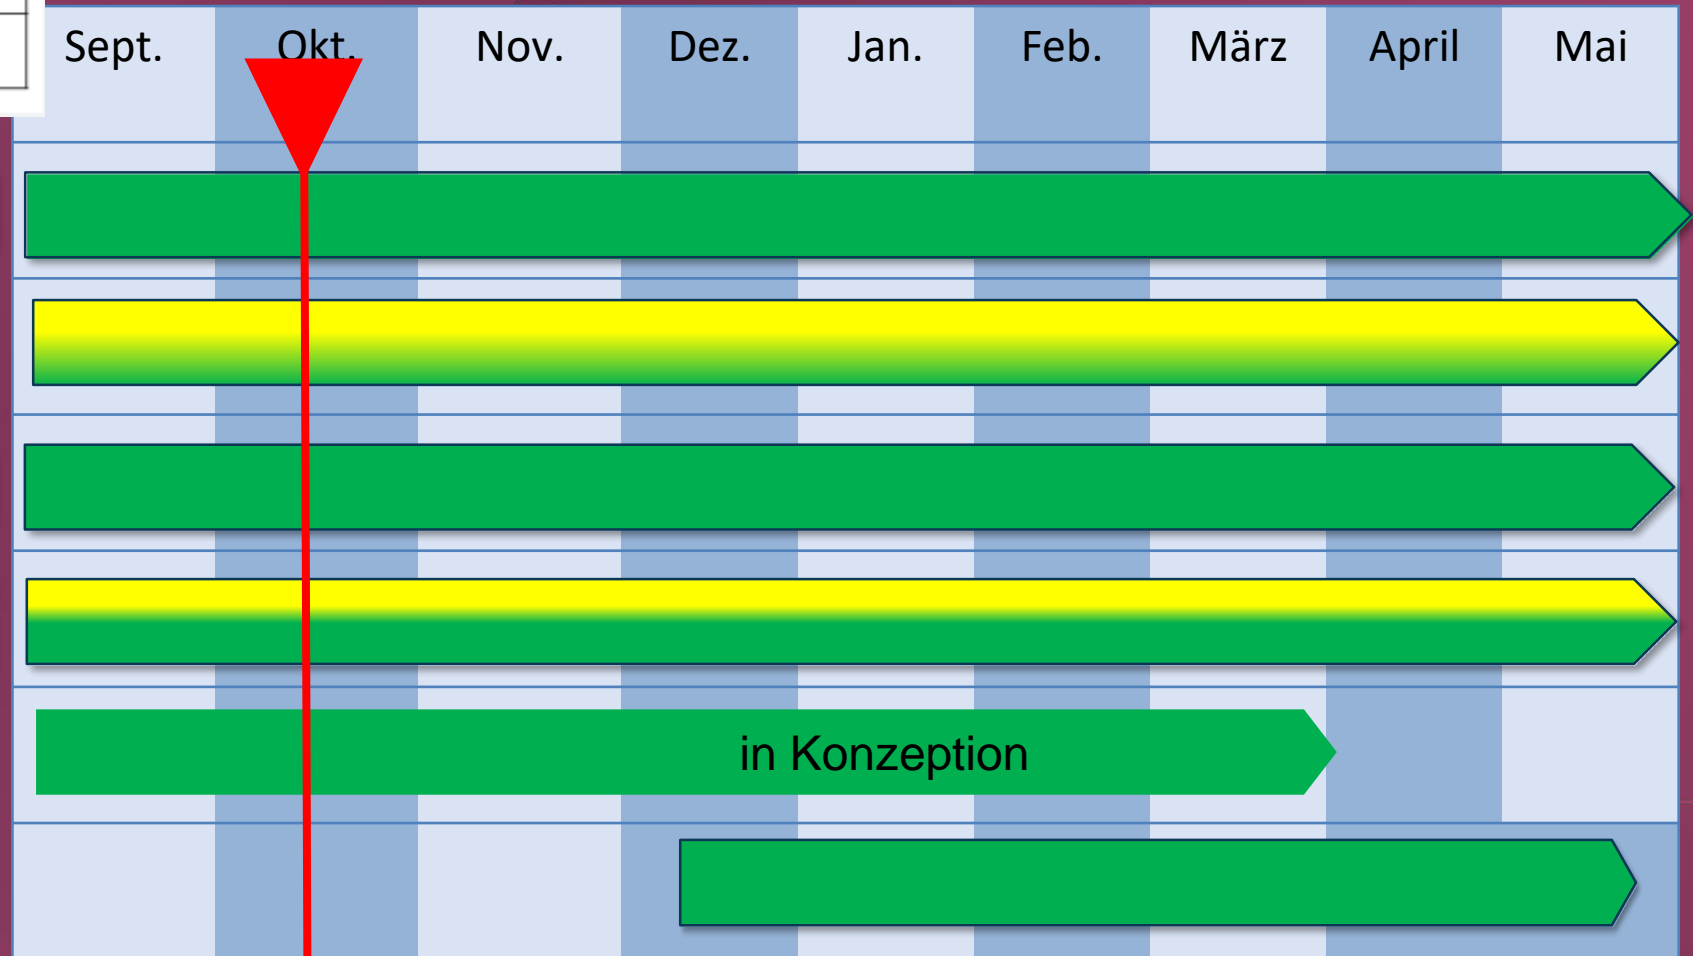 Sept. Okt. Nov. Dez. Jan. Feb. März April Mai
in Konzeption